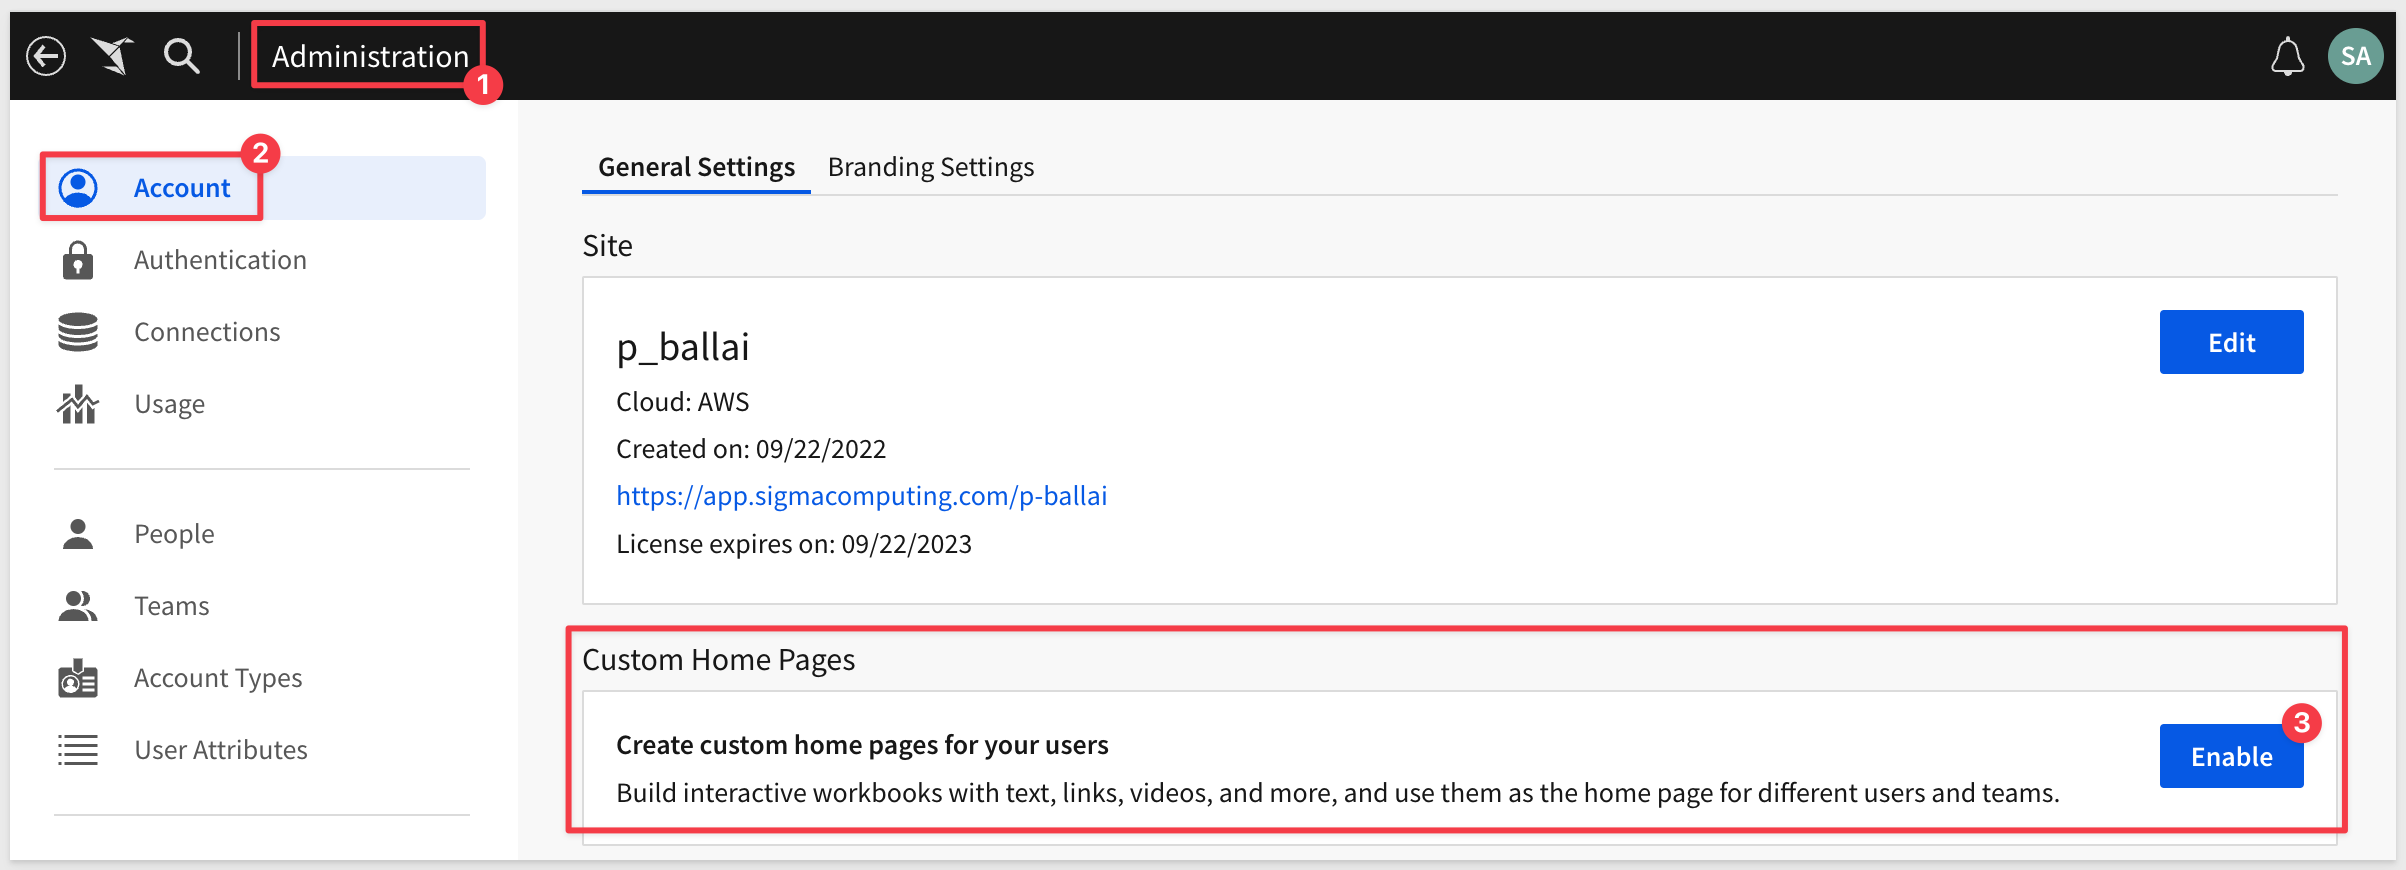 Administration
1
SA
2
Account
Authentication
Connections
Usage
People
Teams
Account Types
User Attributes
General Settings
Branding Settings
Site
p_ballai
Edit
Cloud: AWS
Created on: 09/22/2022
https://app.sigmacomputing.com/p-ballai
License expires on: 09/22/2023
Custom Home Pages
3
Create custom home pages for your users
Enable
Build interactive workbooks with text, links, videos, and more, and use them as the home page for different users and teams.